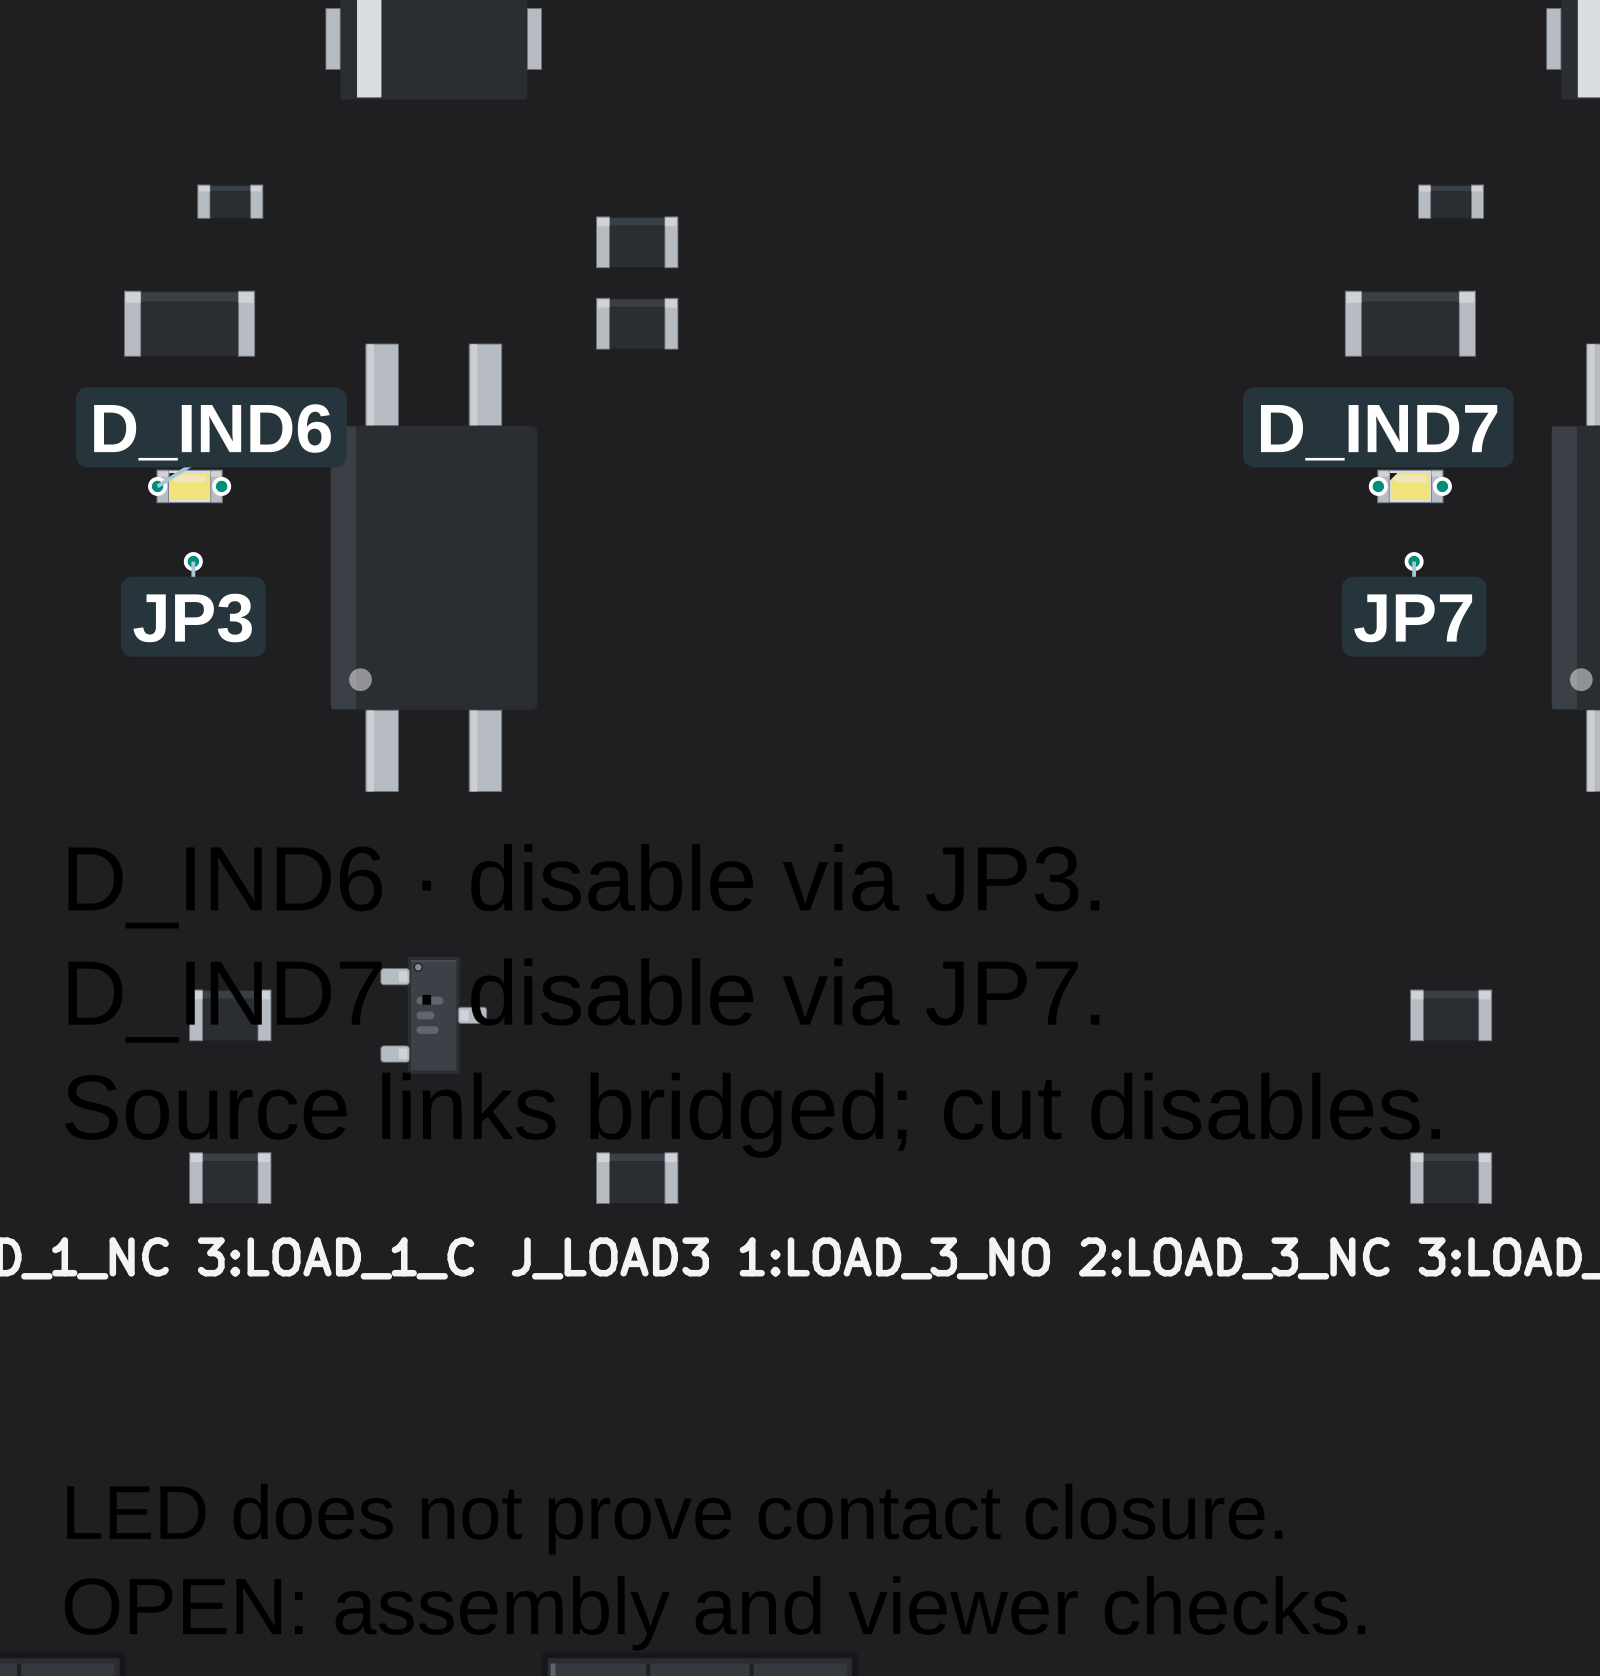 D_IND6 D_IND7
JP3 JP7
D_IND6 · disable via JP3.
D_IND7 · disable via JP7.
Source links bridged; cut disables.
D_1_NC 3:LOAD_1_C J_LOAD3 1:LOAD_3_NO 2:LOAD_3_NC 3:LOAD_
LED does not prove contact closure.
OPEN: assembly and viewer checks.